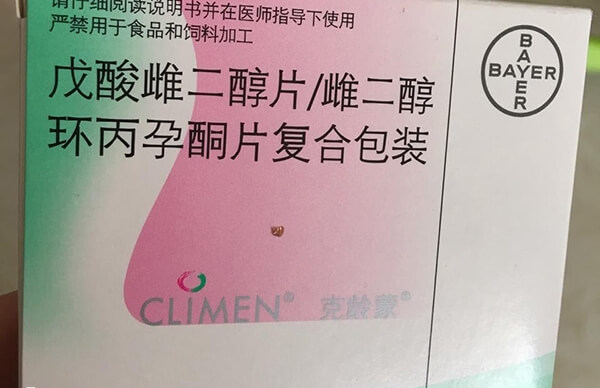 请仔细阅读说明书并在医师指导下使用
严禁用于食品和饲料加工
戊酸雌二醇片/雌二醇
环丙孕酮片复合包装
BAYER
BAYER
CLIMEN® 克龄蒙®